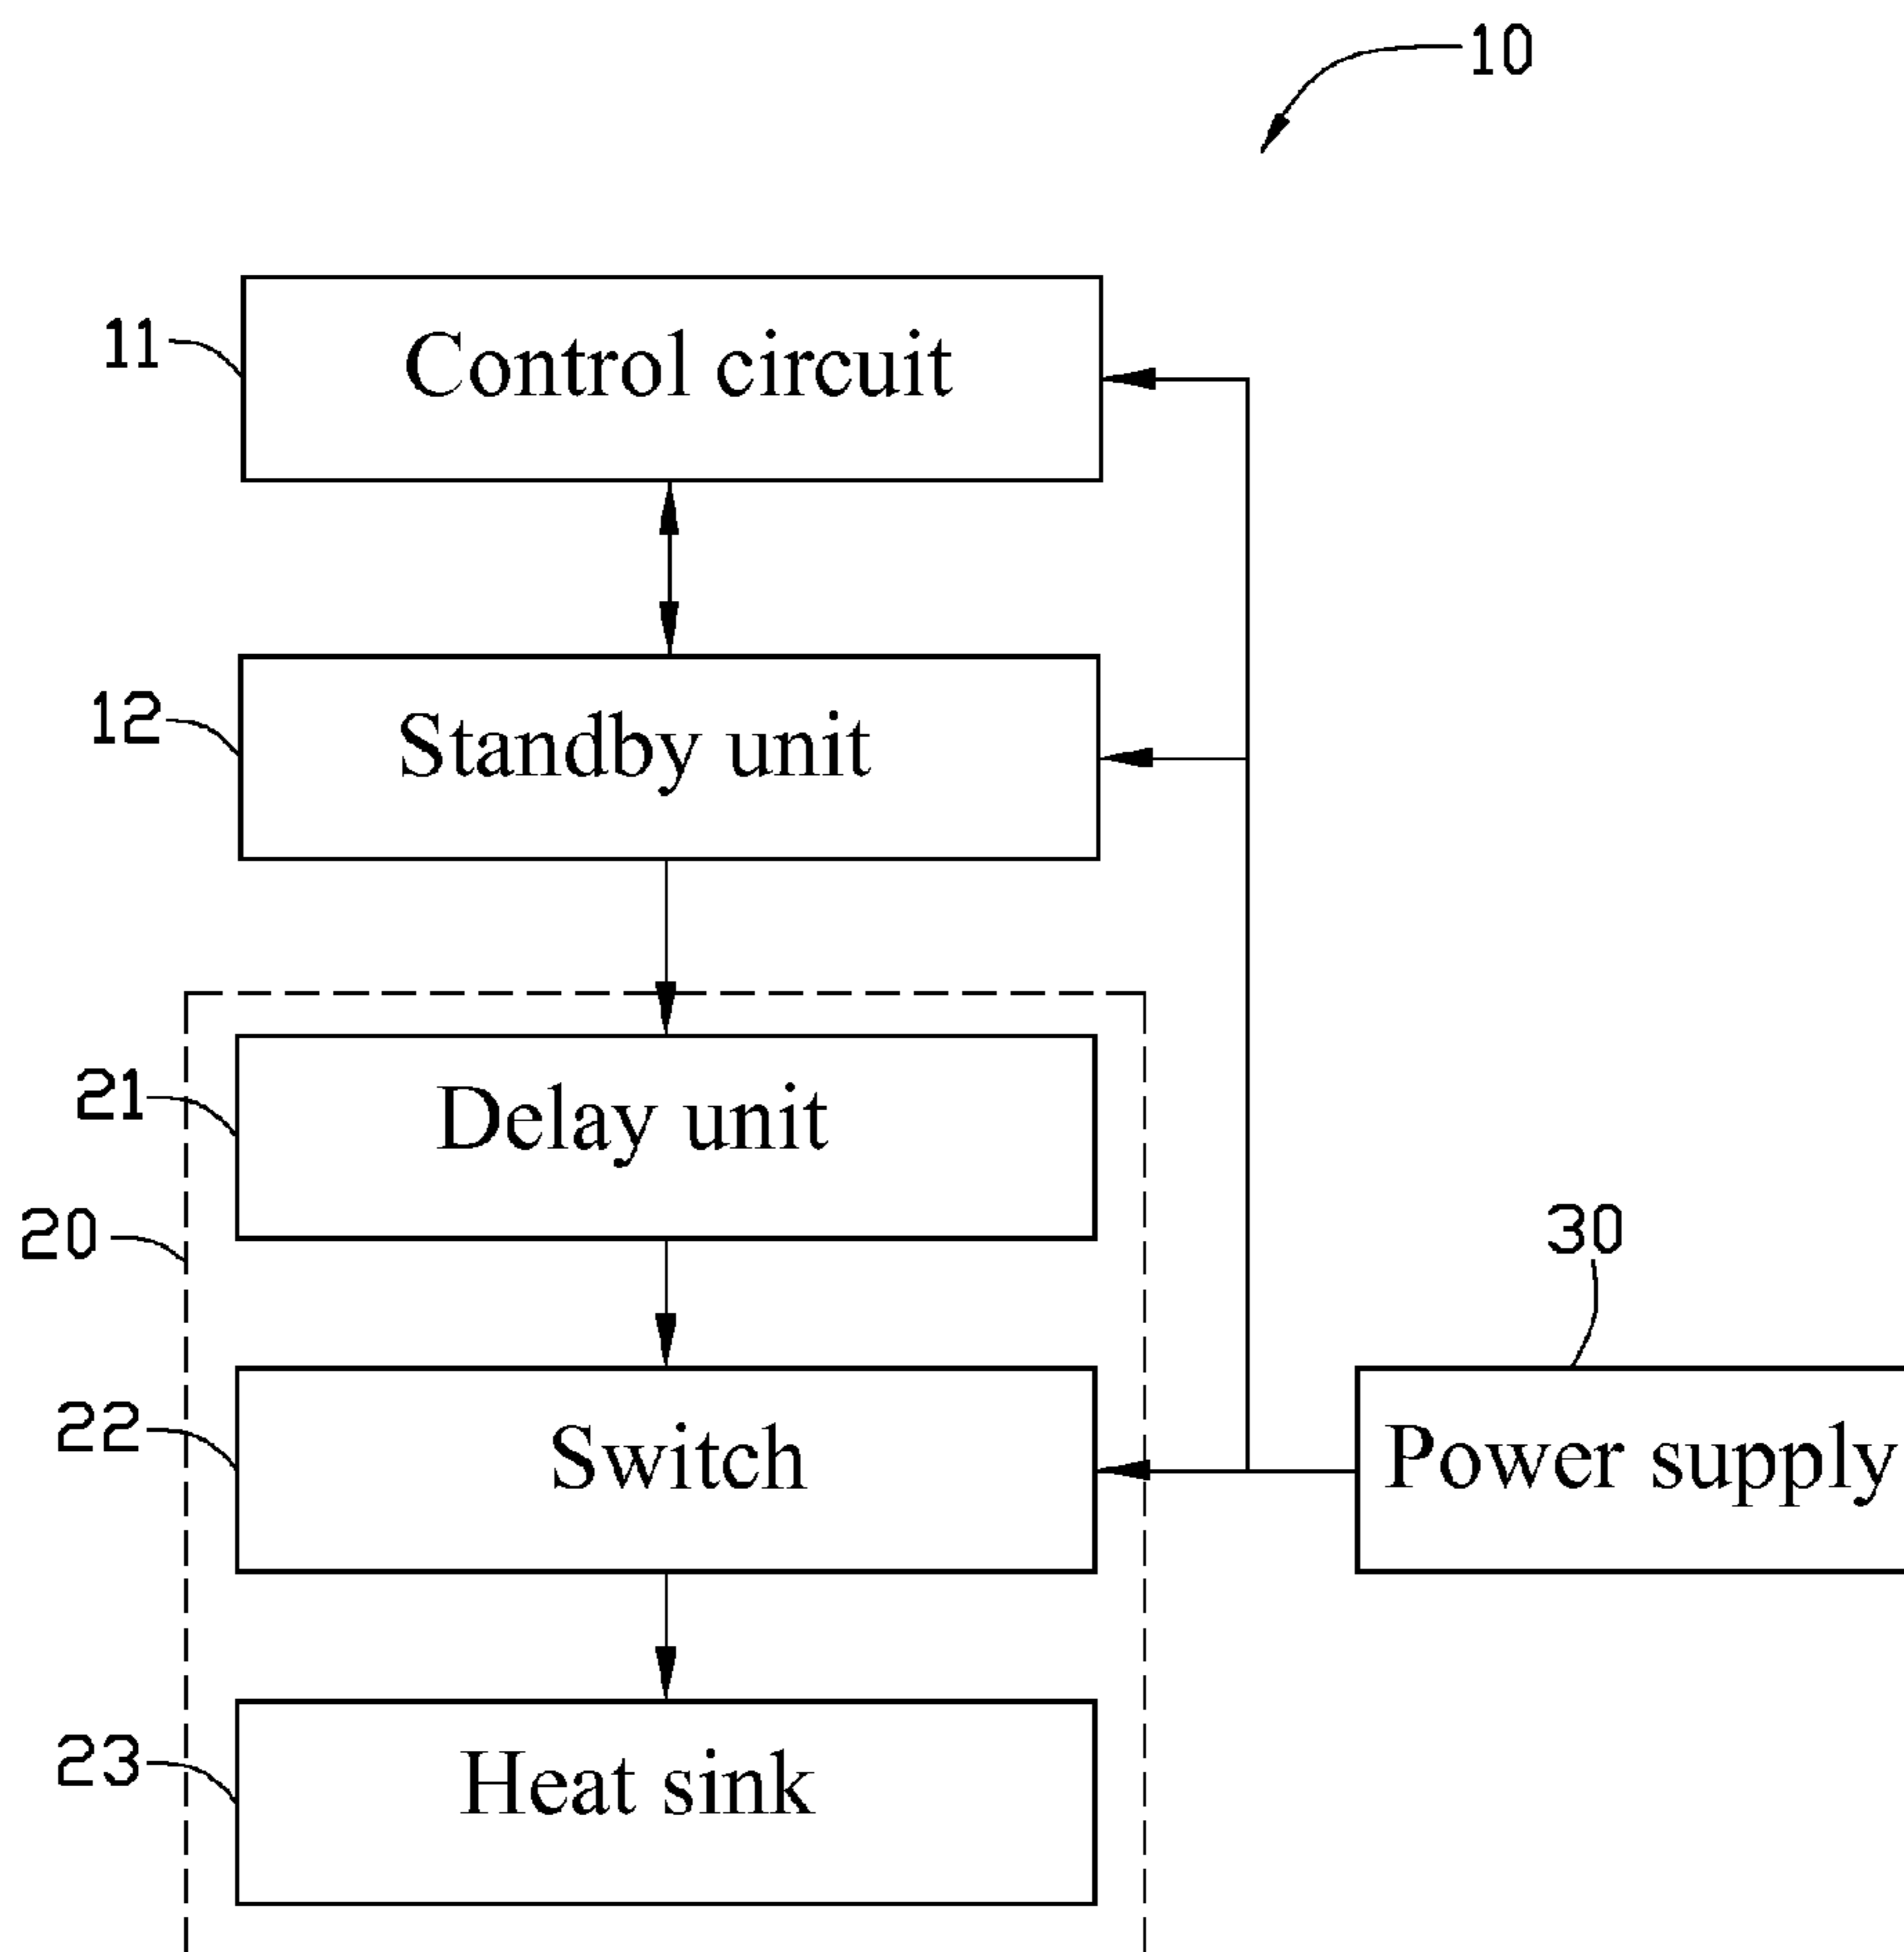 10
11
Control circuit
12
Standby unit
21
Delay unit
20
30
22
Switch
Power supply
23
Heat sink